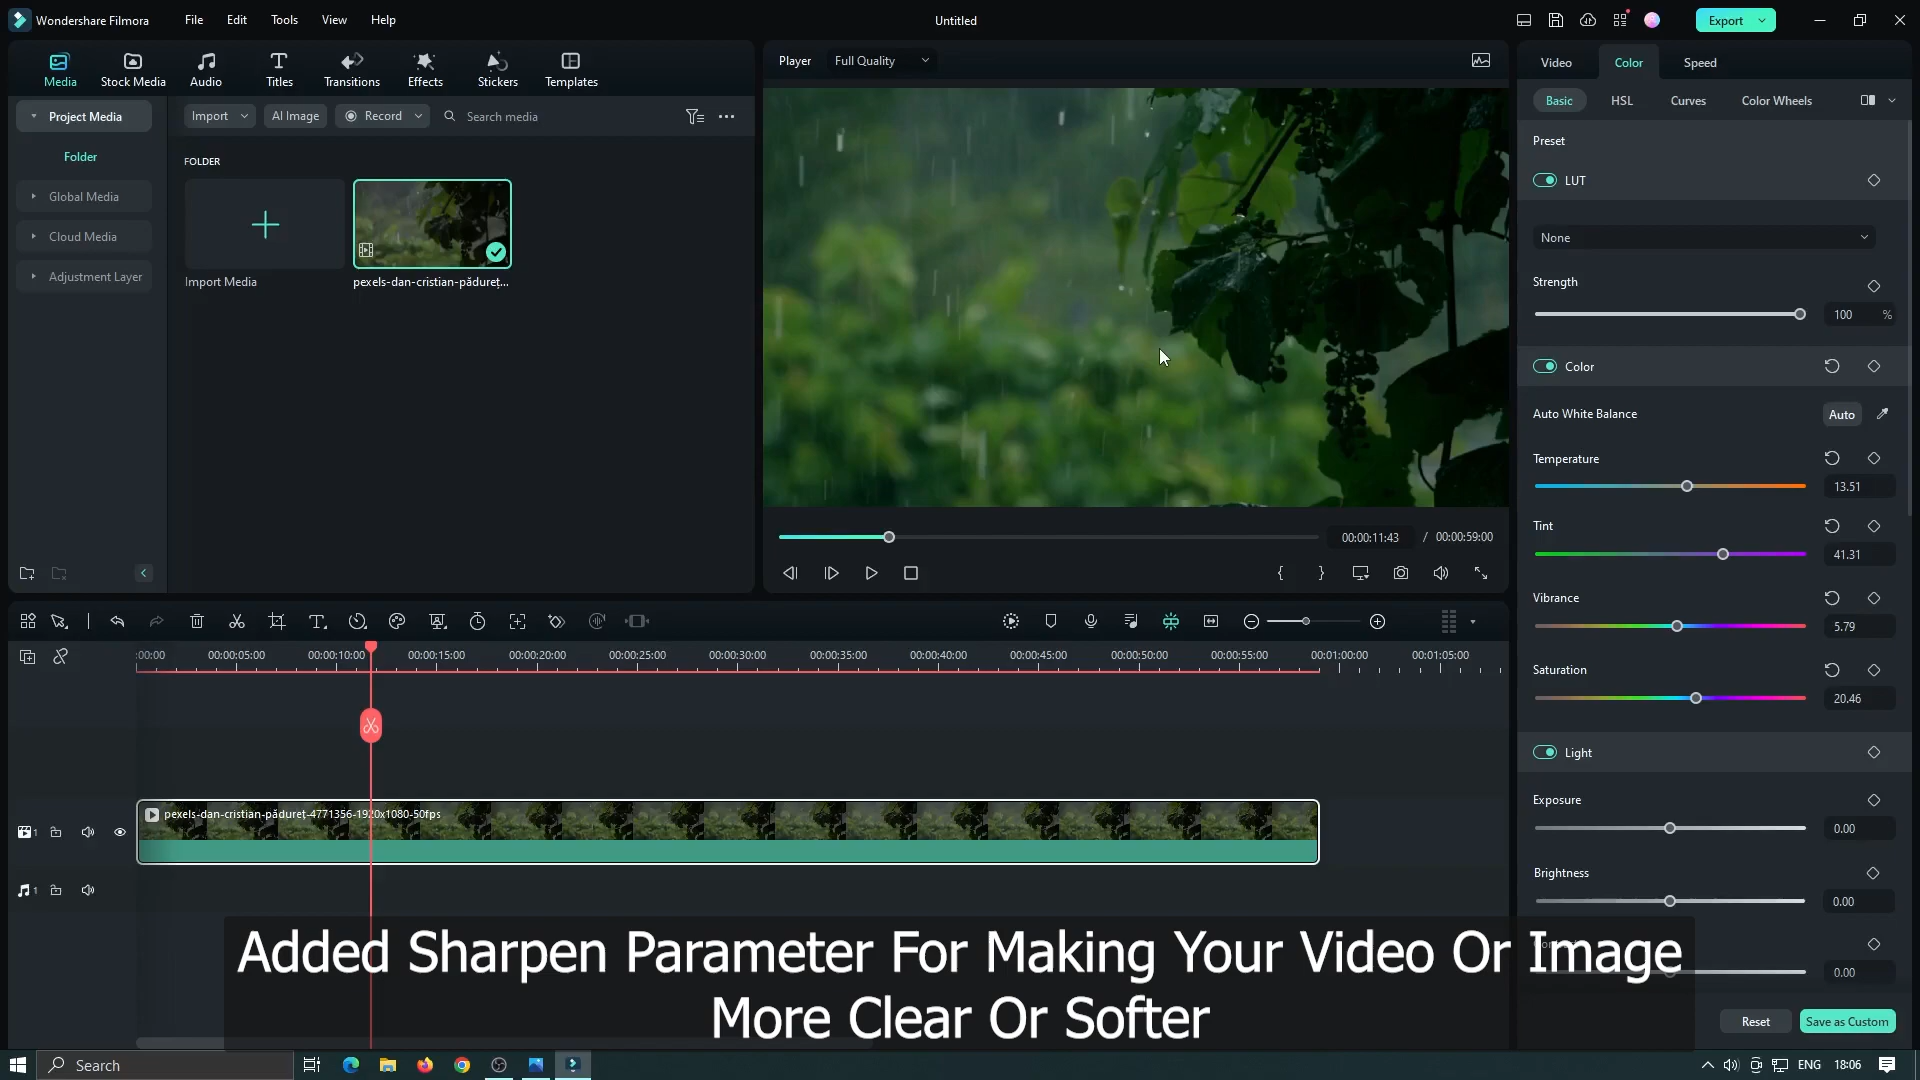 Wondershare Filmora
File
Edit
Tools
View
Help
Untitled
Export
Media
Stock Media
Audio
Titles
Transitions
Effects
Stickers
Templates
Player
Full Quality
Video
Color
Speed
Project Media
Import
AI Image
Record
Search media
Basic
HSL
Curves
Color Wheels
Folder
FOLDER
Preset
Global Media
LUT
Cloud Media
None
Adjustment Layer
Import Media
pexels-dan-cristian-pădureț...
Strength
100 %
Color
Auto White Balance
Auto
Temperature
13.51
Tint
41.31
Vibrance
5.79
Saturation
20.46
Light
Exposure
0.00
Brightness
0.00
0.00
Reset
Save as Custom
00:00:11:43 / 00:00:59:00
:00:00
00:00:05:00
00:00:10:00
00:00:15:00
00:00:20:00
00:00:25:00
00:00:30:00
00:00:35:00
00:00:40:00
00:00:45:00
00:00:50:00
00:00:55:00
00:01:00:00
00:01:05:00
pexels-dan-cristian-pădureț-4771356-1920x1080-50fps
1
1
Added Sharpen Parameter For Making Your Video Or Image
More Clear Or Softer
Search
ENG
18:06